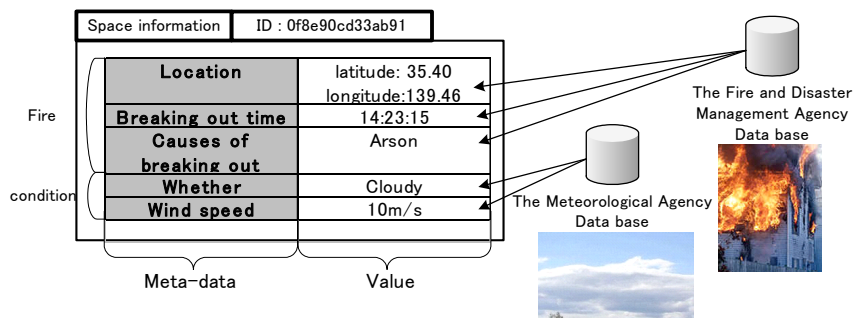 Space information
ID : 0f8e90cd33ab91
Location
latitude: 35.40
longitude:139.46
Breaking out time
14:23:15
Causes of
breaking out
Arson
Whether
Cloudy
Wind speed
10m/s
Fire
condition
Meta-data
Value
The Fire and Disaster
Management Agency
Data base
The Meteorological Agency
Data base